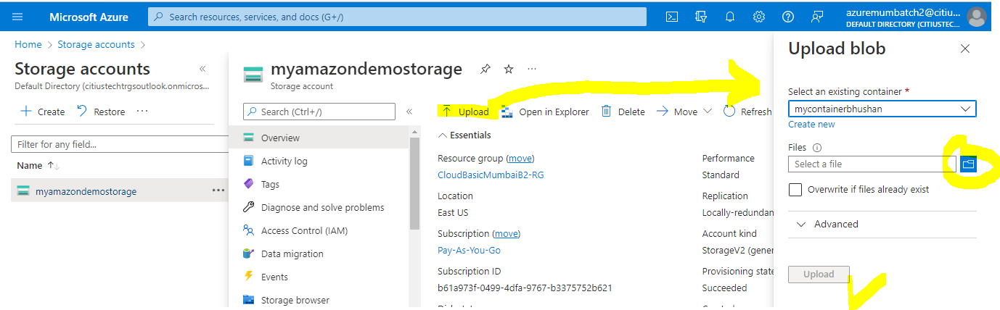 Microsoft Azure
Search resources, services, and docs (G+/)
azuremumbatch2@citiu...
DEFAULT DIRECTORY (CITIUSTEC...
Home > Storage accounts >
Storage accounts
Default Directory (citiustechtrgsoutlook.onmicros...
+ Create Restore ...
Filter for any field...
Name ↑↓
myamazondemostorage ...
myamazondemostorage ...
Storage account
Search (Ctrl+/)
Overview
Activity log
Tags
Diagnose and solve problems
Access Control (IAM)
Data migration
Events
Storage browser
Upload Open in Explorer Delete Move Refresh
Essentials
Resource group (move)
CloudBasicMumbaiB2-RG
Location
East US
Subscription (move)
Pay-As-You-Go
Subscription ID
b61a973f-0499-4dfa-9767-b3375752b621
Performance
Standard
Replication
Locally-redundan
Account kind
StorageV2 (gener
Provisioning state
Succeeded
Upload blob
Select an existing container *
mycontainerbhushan
Create new
Files
Select a file
Overwrite if files already exist
Advanced
Upload